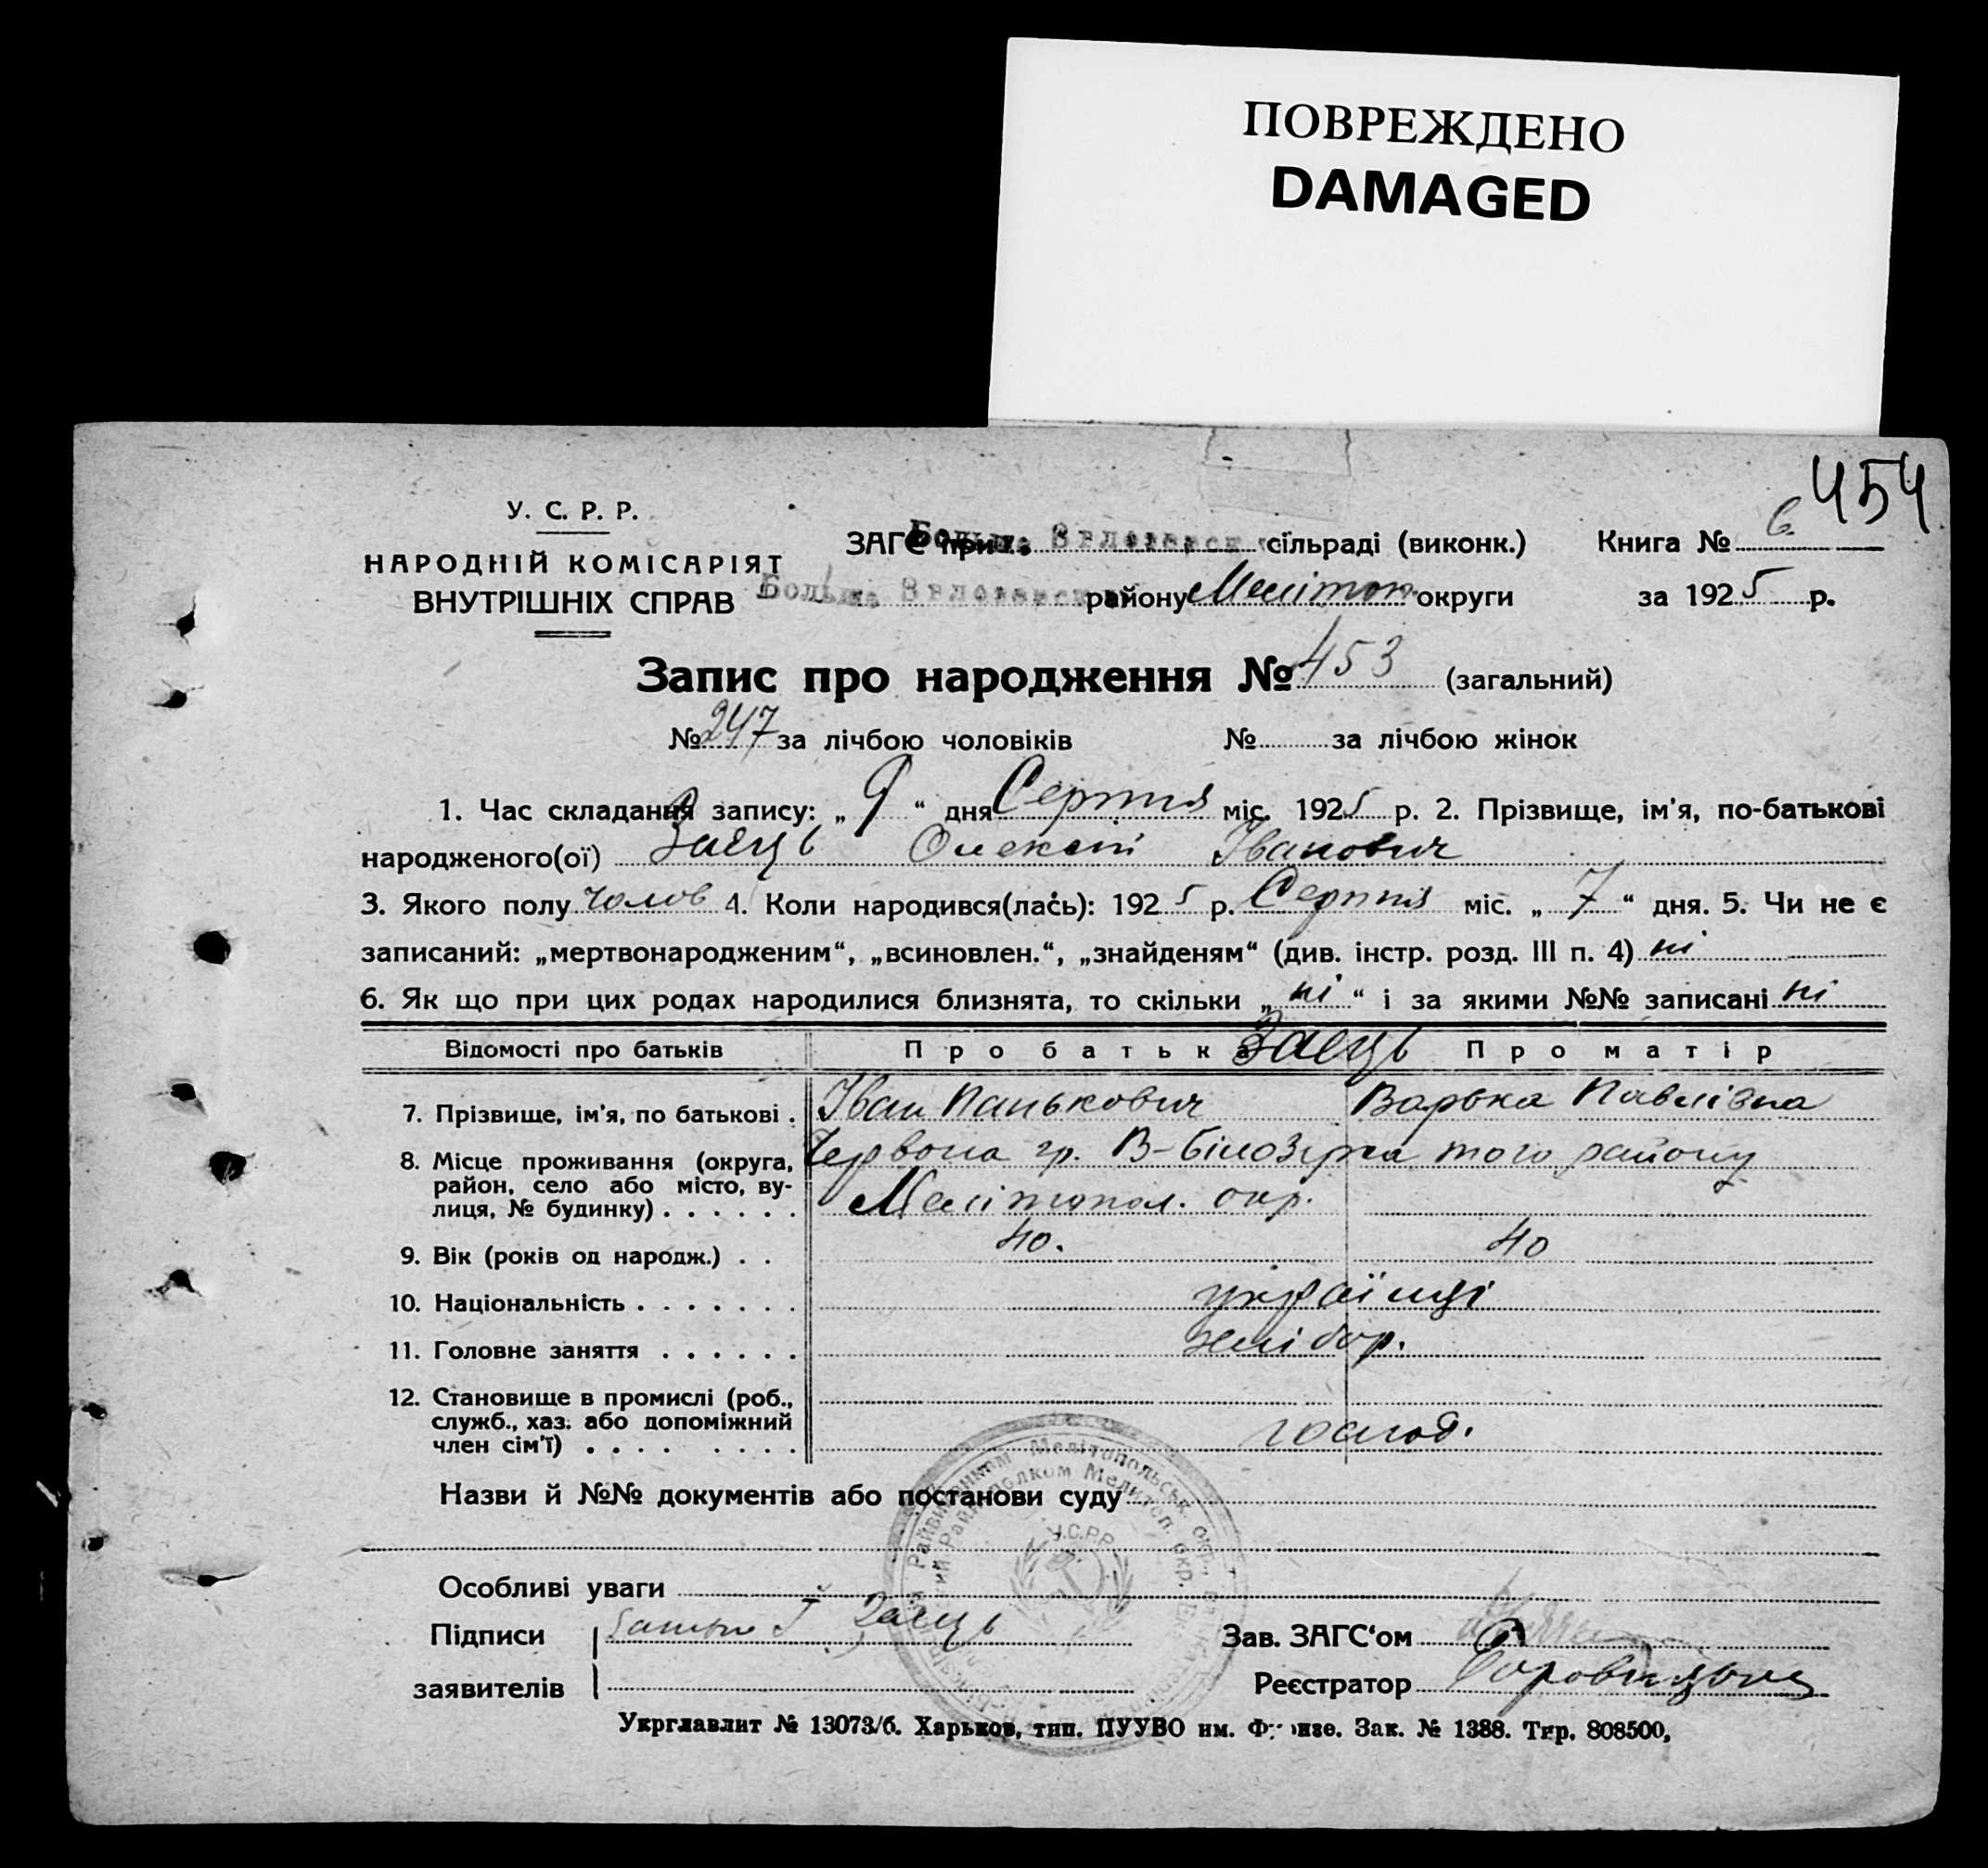 ПОВРЕЖДЕНО
DAMAGED
454
У. С. Р. Р.
НАРОДНІЙ КОМІСАРІЯТ
ВНУТРІШНІХ СПРАВ
ЗАГС при сільраді (виконк.) Книга № 6
району Мелітоп округи за 1925 р.
Запис про народження № 453 (загальний)
№ 247 за лічбою чоловіків № за лічбою жінок
1. Час складання запису: „ 9 “ дня Серпня міс. 1925 р. 2. Прізвище, ім'я, по-батькові
народженого(ої) Заєць Олексій Іванович
3. Якого полу чолов 4. Коли народився(лась): 1925 р. Серпня міс. „ 7 “ дня. 5. Чи не є
записаний: „мертвонародженим“, „всиновлен.“, „знайденям“ (див. інстр. розд. III п. 4) ні
6. Як що при цих родах народилися близнята, то скільки „ ні “ і за якими №№ записані ні
Відомості про батьків Про батька Заєць Про матір
7. Прізвище, ім'я, по батькові . Іван Панькович Варька Павлівна
8. Місце проживання (округа, Червона гр. В-білозірка того району
район, село або місто, ву-
лиця, № будинку) . . . . . . Мелітопол. окр.
9. Вік (років од народж.) . . 40. 40
10. Національність . . . . . . . українці
11. Головне заняття . . . . . . хлібор.
12. Становище в промислі (роб.,
служб., хаз. або допоміжний
член сім'ї) . . . . . . . .
Назви й №№ документів або постанови суду
Особливі уваги
Підписи Заєць
Зав. ЗАГС‘ом
заявителів
Реєстратор
Укрглавлит № 13073/б. Харьков, тип. ПУУВО им. Фрунзе. Зак. № 1388. Тир. 808500,
У.С.Р.Р.